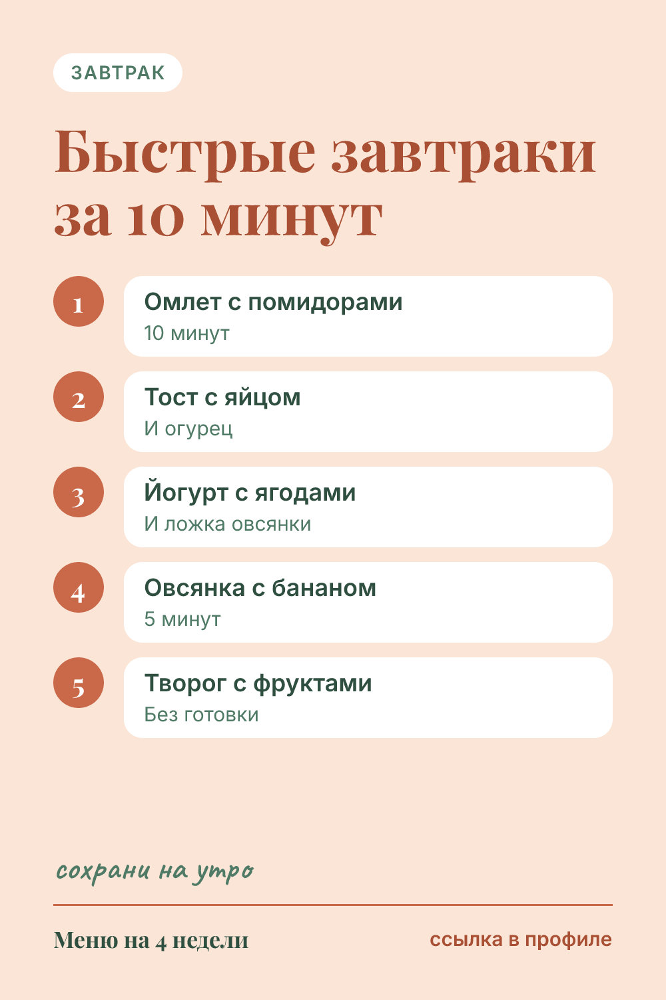 ЗАВТРАК
Быстрые завтраки
за 10 минут
1
Омлет с помидорами
10 минут
2
Тост с яйцом
И огурец
3
Йогурт с ягодами
И ложка овсянки
4
Овсянка с бананом
5 минут
5
Творог с фруктами
Без готовки
сохрани на утро
Меню на 4 недели
ссылка в профиле